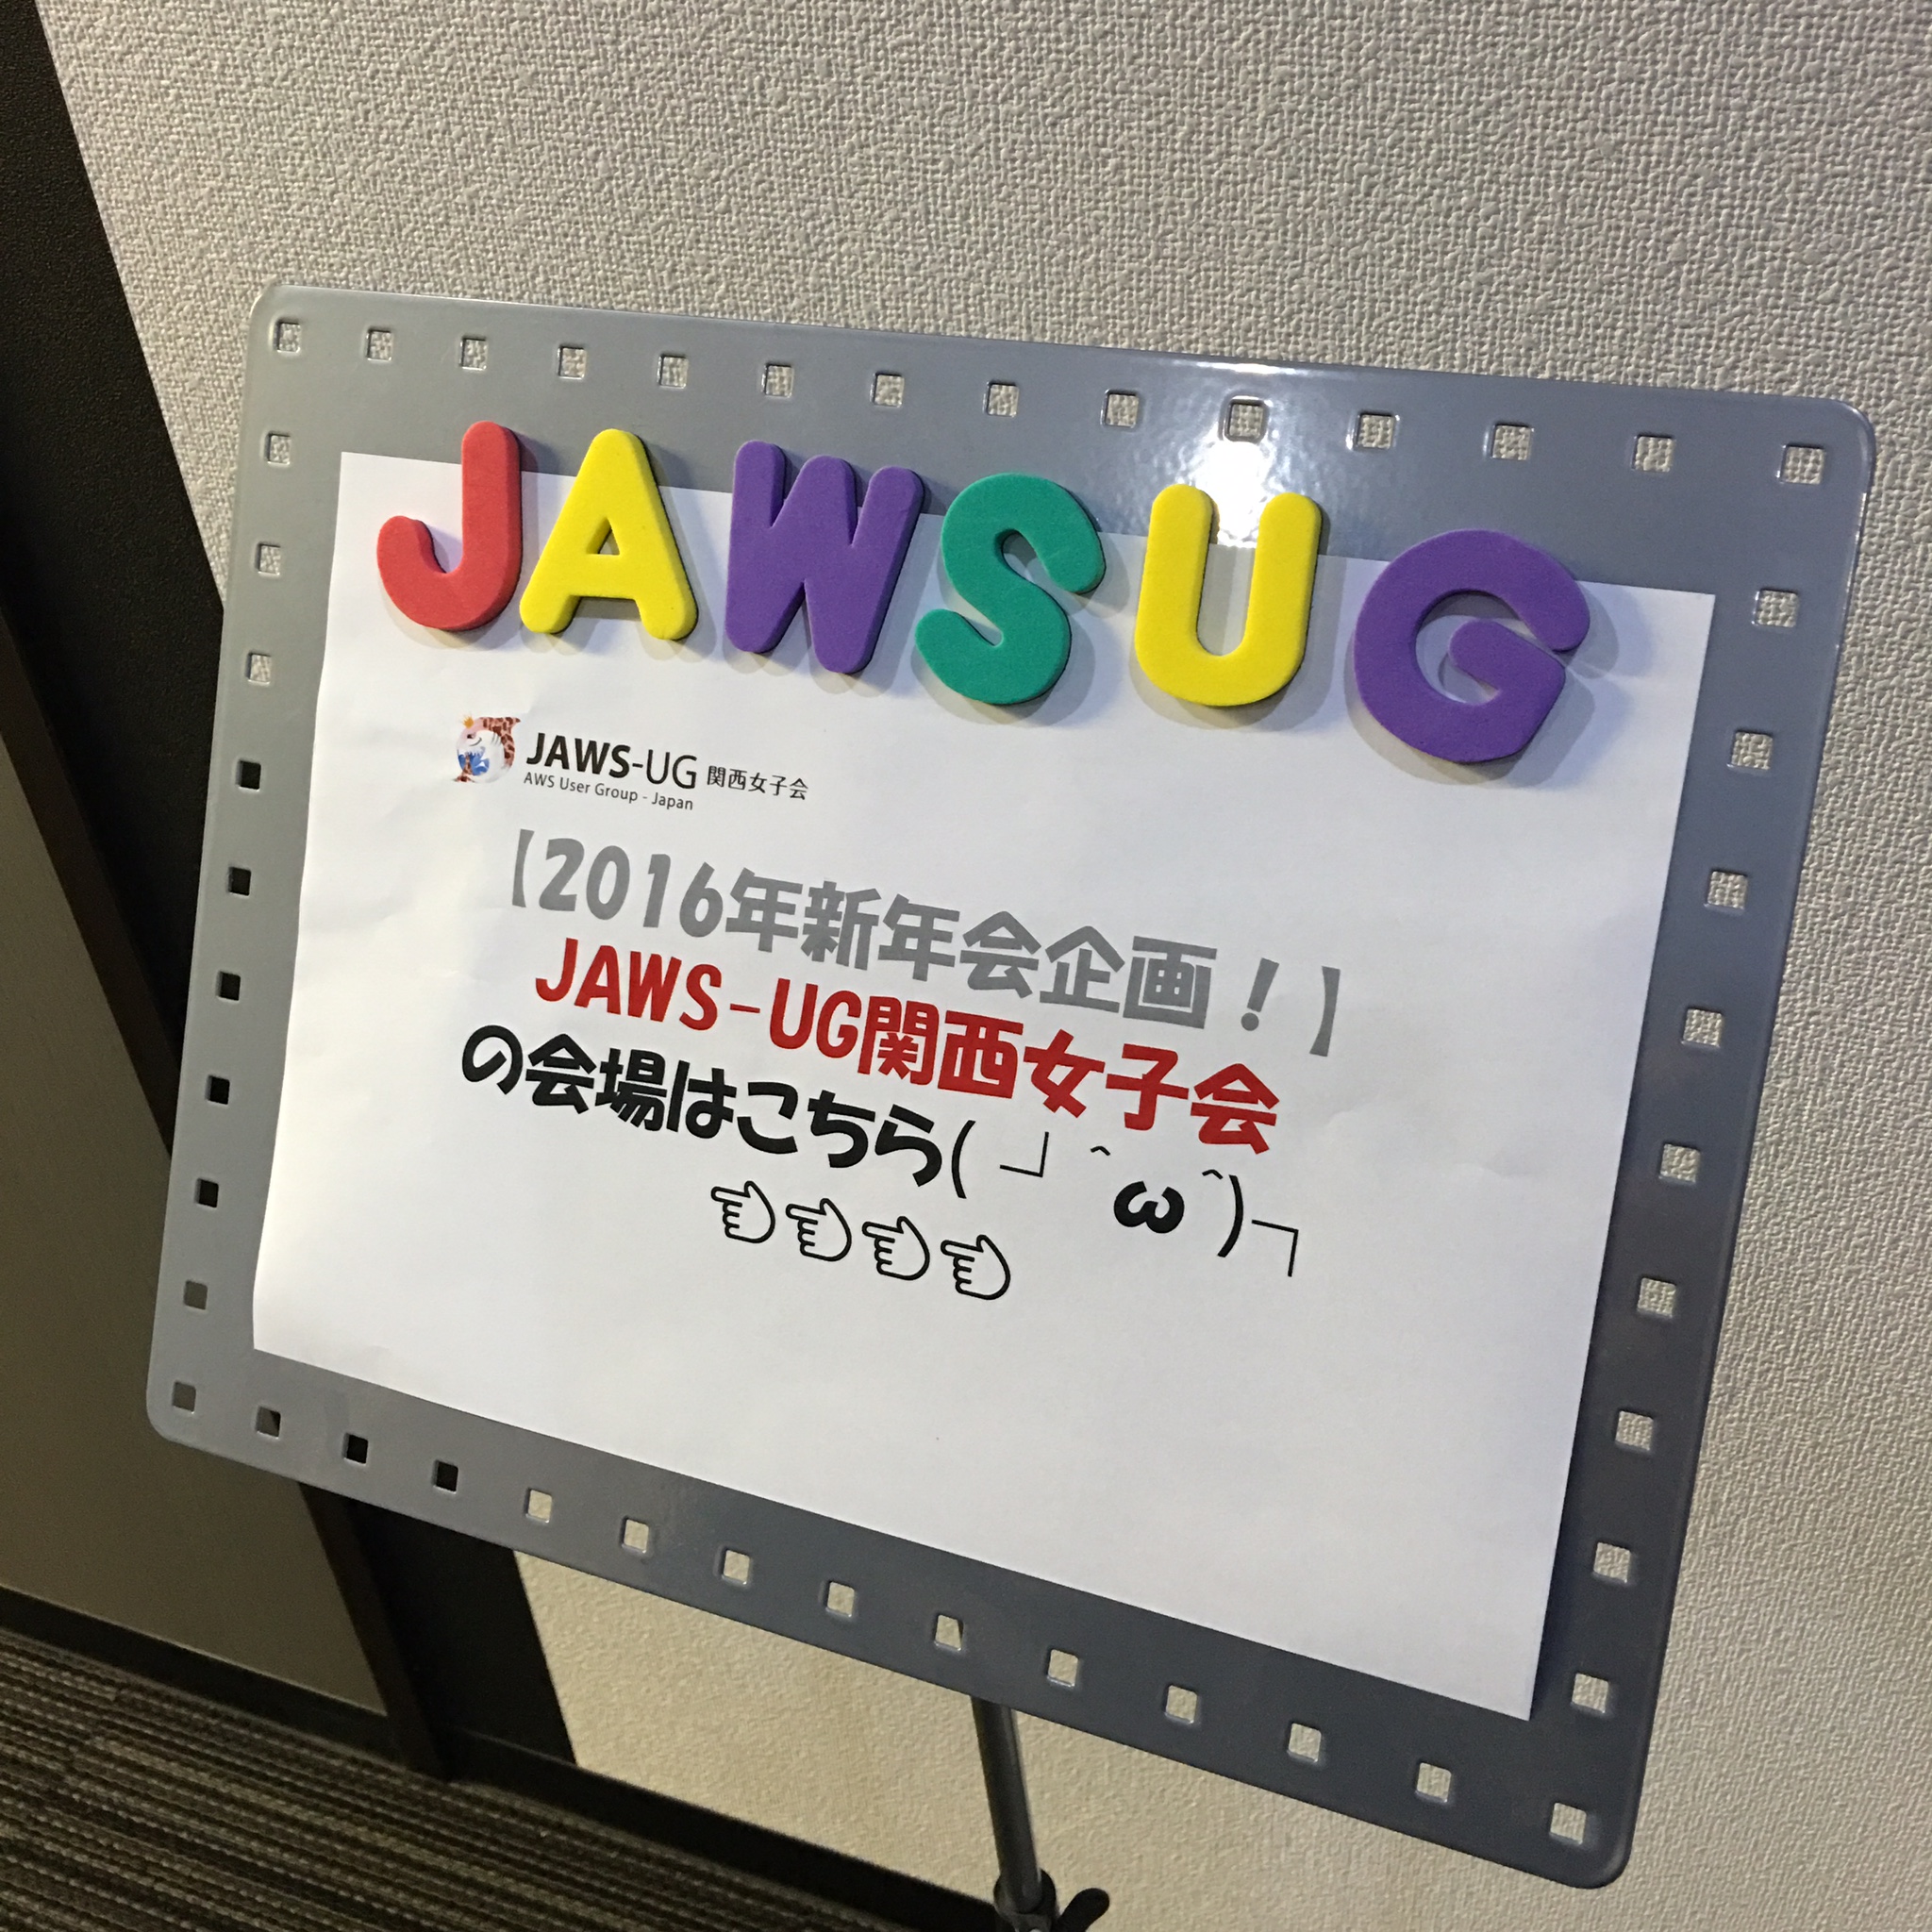 JAWSUG
JAWS-UG 関西女子会
AWS User Group - Japan
【2016年新年会企画！】
JAWS-UG関西女子会
の会場はこちら( ┘^ω^)┐
☜☜☜☜